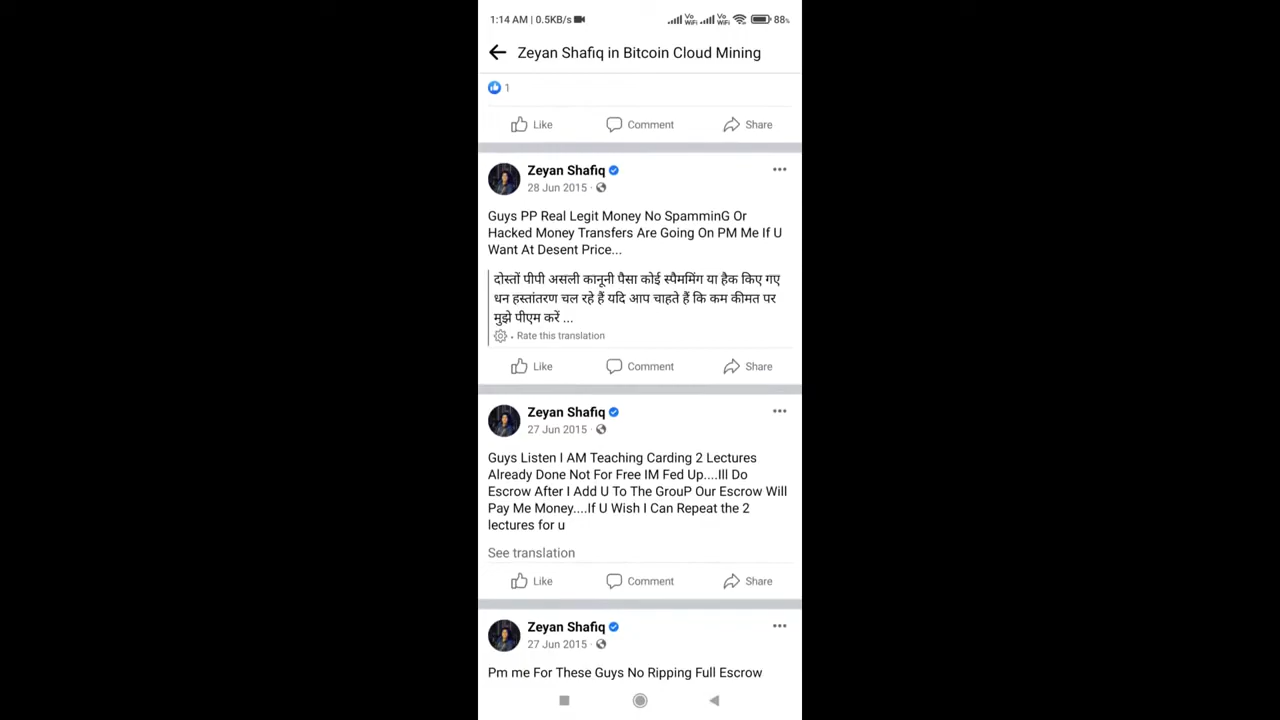 1:14 AM | 0.5KB/s
Vo WiFi Vo WiFi 88%
Zeyan Shafiq in Bitcoin Cloud Mining
1
Like Comment Share
Zeyan Shafiq
28 Jun 2015 ·
Guys PP Real Legit Money No SpamminG Or
Hacked Money Transfers Are Going On PM Me If U
Want At Desent Price...
दोस्तों पीपी असली कानूनी पैसा कोई स्पैममिंग या हैक किए गए
धन हस्तांतरण चल रहे हैं यदि आप चाहते हैं कि कम कीमत पर
मुझे पीएम करें ...
· Rate this translation
Like Comment Share
Zeyan Shafiq
27 Jun 2015 ·
Guys Listen I AM Teaching Carding 2 Lectures
Already Done Not For Free IM Fed Up....Ill Do
Escrow After I Add U To The GrouP Our Escrow Will
Pay Me Money....If U Wish I Can Repeat the 2
lectures for u
See translation
Like Comment Share
Zeyan Shafiq
27 Jun 2015 ·
Pm me For These Guys No Ripping Full Escrow